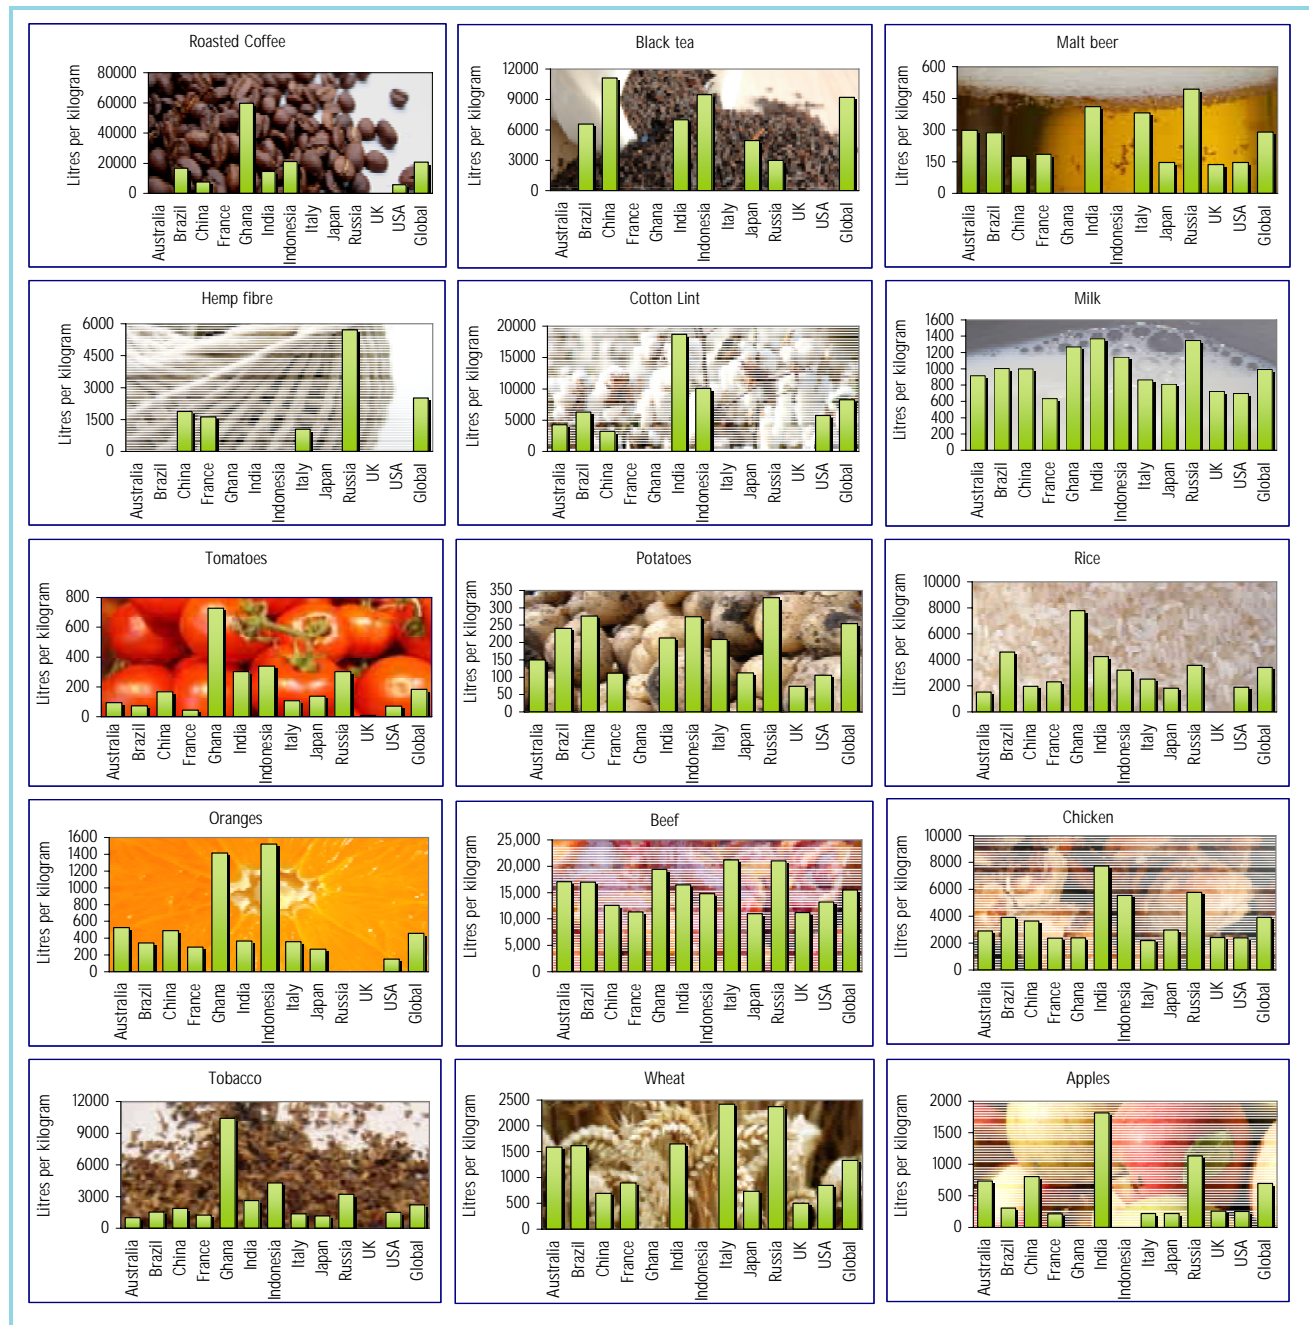 Roasted Coffee
Litres per kilogram
80000
60000
40000
20000
0
Australia
Brazil
China
France
Ghana
India
Indonesia
Italy
Japan
Russia
UK
USA
Global
Black tea
Litres per kilogram
12000
9000
6000
3000
0
Australia
Brazil
China
France
Ghana
India
Indonesia
Italy
Japan
Russia
UK
USA
Global
Malt beer
Litres per kilogram
600
450
300
150
0
Australia
Brazil
China
France
Ghana
India
Indonesia
Italy
Japan
Russia
UK
USA
Global
Hemp fibre
Litres per kilogram
6000
4500
3000
1500
0
Australia
Brazil
China
France
Ghana
India
Indonesia
Italy
Japan
Russia
UK
USA
Global
Cotton Lint
Litres per kilogram
20000
15000
10000
5000
0
Australia
Brazil
China
France
Ghana
India
Indonesia
Italy
Japan
Russia
UK
USA
Global
Milk
Litres per kilogram
1600
1400
1200
1000
800
600
400
200
0
Australia
Brazil
China
France
Ghana
India
Indonesia
Italy
Japan
Russia
UK
USA
Global
Tomatoes
Litres per kilogram
800
600
400
200
0
Australia
Brazil
China
France
Ghana
India
Indonesia
Italy
Japan
Russia
UK
USA
Global
Potatoes
Litres per kilogram
350
300
250
200
150
100
50
0
Australia
Brazil
China
France
Ghana
India
Indonesia
Italy
Japan
Russia
UK
USA
Global
Rice
Litres per kilogram
10000
8000
6000
4000
2000
0
Australia
Brazil
China
France
Ghana
India
Indonesia
Italy
Japan
Russia
UK
USA
Global
Oranges
Litres per kilogram
1600
1400
1200
1000
800
600
400
200
0
Australia
Brazil
China
France
Ghana
India
Indonesia
Italy
Japan
Russia
UK
USA
Global
Beef
Litres per kilogram
25,000
20,000
15,000
10,000
5,000
0
Australia
Brazil
China
France
Ghana
India
Indonesia
Italy
Japan
Russia
UK
USA
Global
Chicken
Litres per kilogram
10000
8000
6000
4000
2000
0
Australia
Brazil
China
France
Ghana
India
Indonesia
Italy
Japan
Russia
UK
USA
Global
Tobacco
Litres per kilogram
12000
9000
6000
3000
0
Australia
Brazil
China
France
Ghana
India
Indonesia
Italy
Japan
Russia
UK
USA
Global
Wheat
Litres per kilogram
2500
2000
1500
1000
500
0
Australia
Brazil
China
France
Ghana
India
Indonesia
Italy
Japan
Russia
UK
USA
Global
Apples
Litres per kilogram
2000
1500
1000
500
0
Australia
Brazil
China
France
Ghana
India
Indonesia
Italy
Japan
Russia
UK
USA
Global